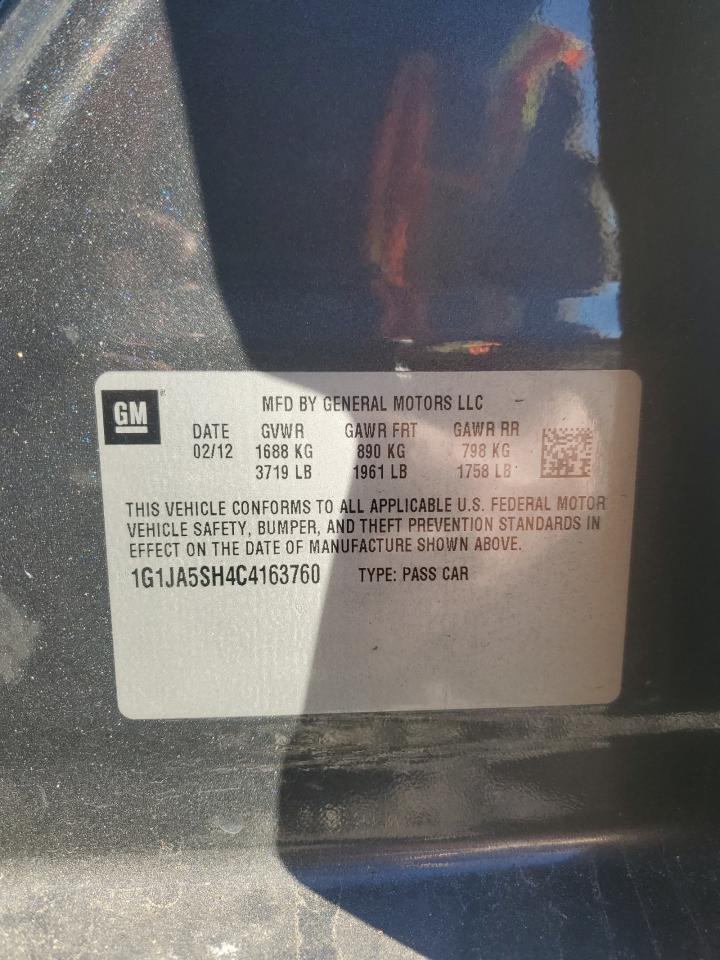 GM
MFD BY GENERAL MOTORS LLC
DATE GVWR GAWR FRT GAWR RR
02/12 1688 KG 890 KG 798 KG
3719 LB 1961 LB 1758 LB
THIS VEHICLE CONFORMS TO ALL APPLICABLE U.S. FEDERAL MOTOR
VEHICLE SAFETY, BUMPER, AND THEFT PREVENTION STANDARDS IN
EFFECT ON THE DATE OF MANUFACTURE SHOWN ABOVE.
1G1JA5SH4C4163760 TYPE: PASS CAR